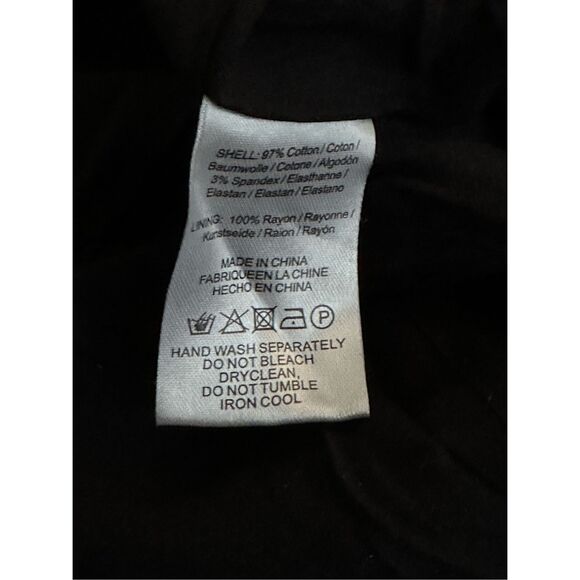 SHELL: 97% Cotton / Coton /
Baumwolle / Cotone / Algodón
3% Spandex / Elasthanne /
Elastan / Elastan / Elastano
LINING: 100% Rayon / Rayonne /
Kunstseide / Raion / Rayón
MADE IN CHINA
FABRIQUEEN LA CHINE
HECHO EN CHINA
P
HAND WASH SEPARATELY
DO NOT BLEACH
DRYCLEAN,
DO NOT TUMBLE
IRON COOL